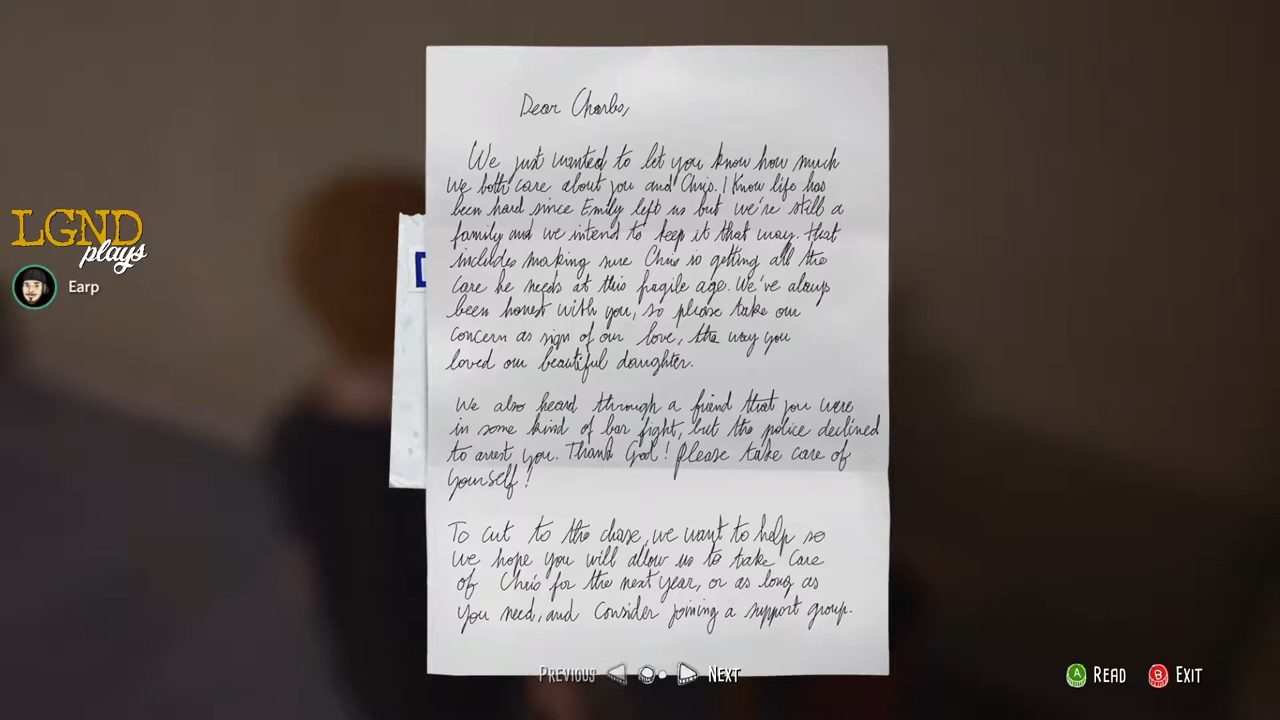 Dear Charles,
We just wanted to let you know how much
we both care about you and Chris. I know life has
been hard since Emily left us but we're still a
family and we intend to keep it that way. That
includes making sure Chris is getting all the
care he needs at this fragile age. We've always
been honest with you, so please take our
concern as sign of our love, the way you
loved our beautiful daughter.
We also heard through a friend that you were
in some kind of bar fight, but the police declined
to arrest you. Thank God! Please take care of
yourself!
To cut to the chase, we want to help so
we hope you will allow us to take care
of Chris for the next year, or as long as
you need, and consider joining a support group.
LGND
plays
Earp
PREVIOUS NEXT
A READ B EXIT